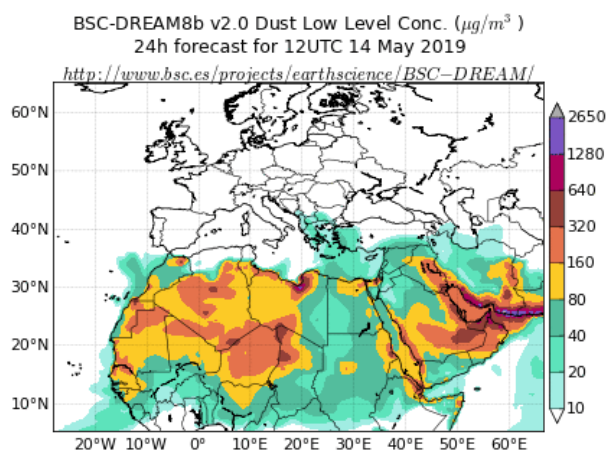 BSC-DREAM8b v2.0 Dust Low Level Conc. (μg/m³ )
24h forecast for 12UTC 14 May 2019
http://www.bsc.es/projects/earthscience/BSC−DREAM/
60°N
50°N
40°N
30°N
20°N
10°N
20°W 10°W 0° 10°E 20°E 30°E 40°E 50°E 60°E
2650
1280
640
320
160
80
40
20
10